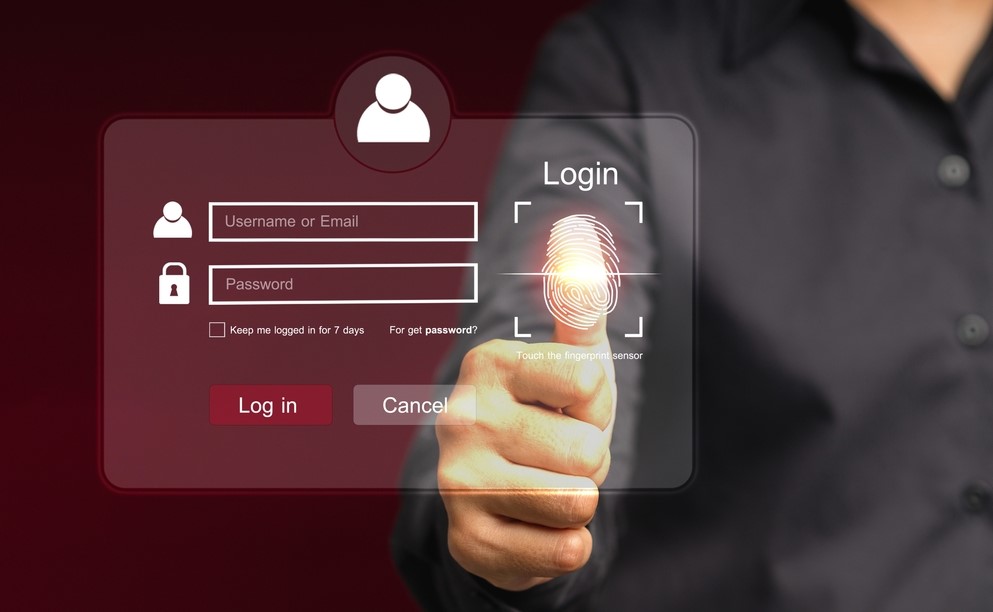 Login
Username or Email
Password
Keep me logged in for 7 days
For get password?
Touch the fingerprint sensor
Log in
Cancel